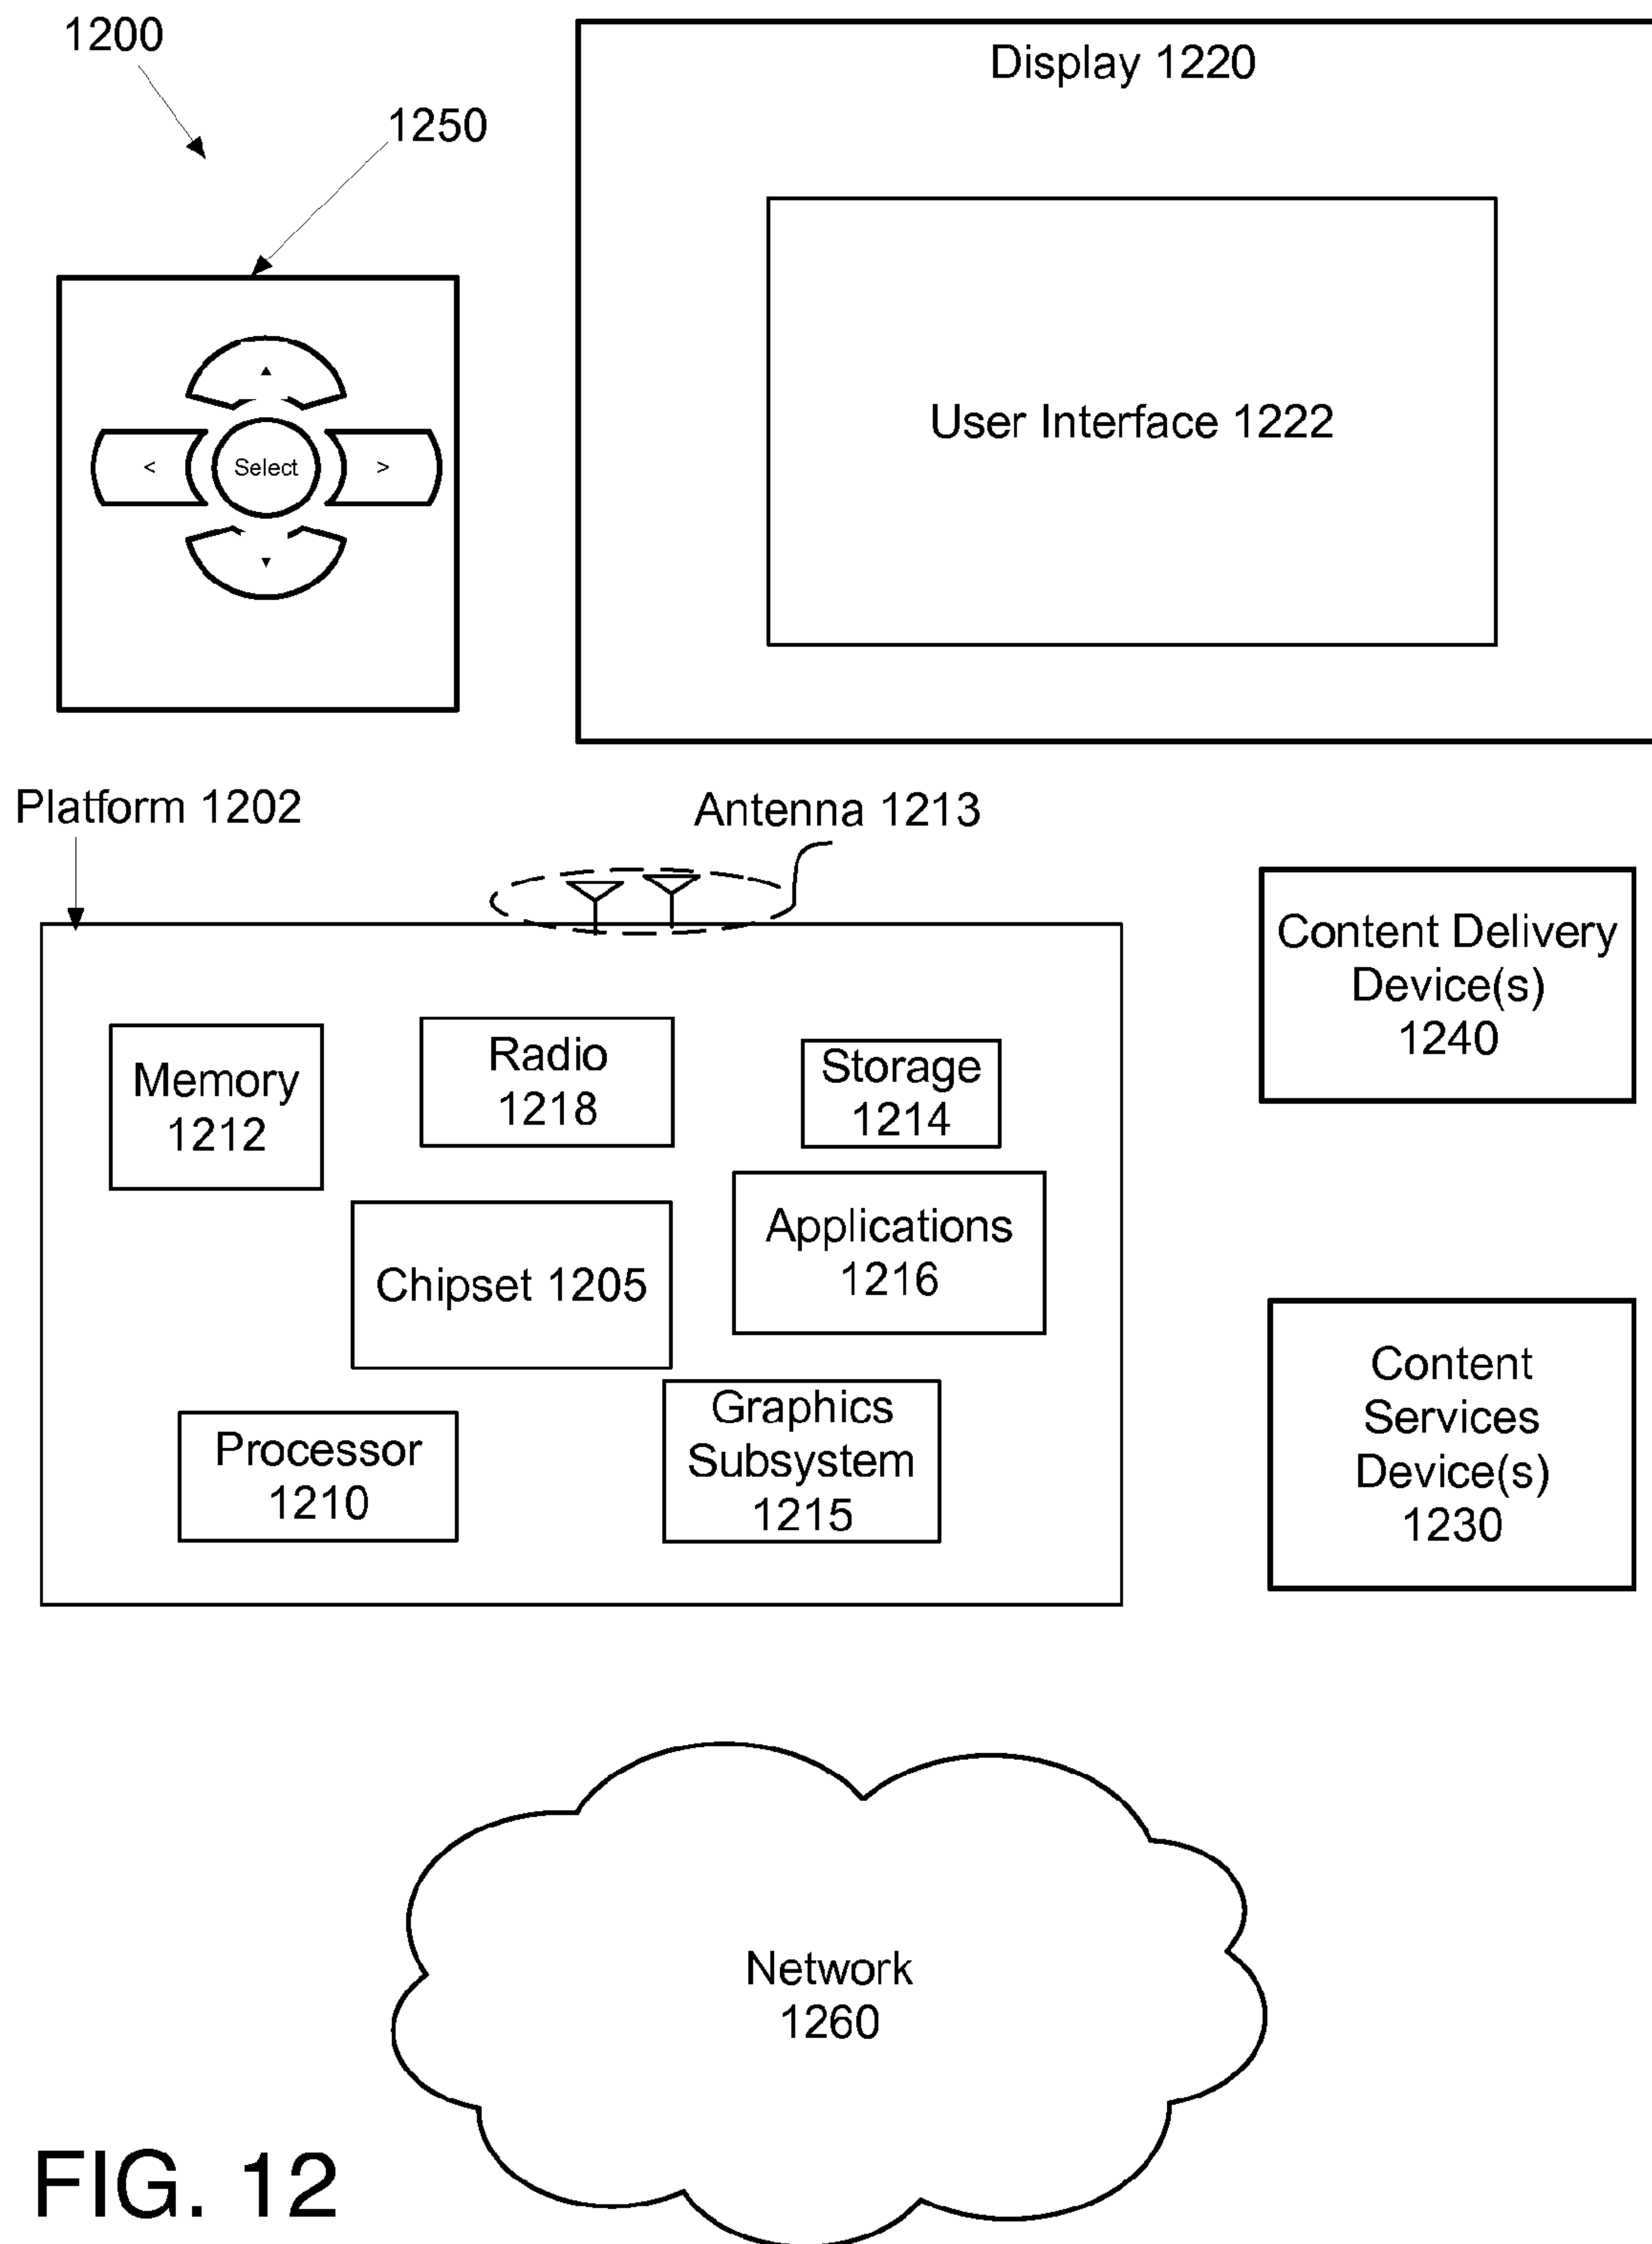 1200
1250
Display 1220
User Interface 1222
<
Select
>
Platform 1202
Antenna 1213
Memory
1212
Radio
1218
Storage
1214
Chipset 1205
Applications
1216
Processor
1210
Graphics
Subsystem
1215
Content Delivery
Device(s)
1240
Content
Services
Device(s)
1230
Network
1260
FIG. 12